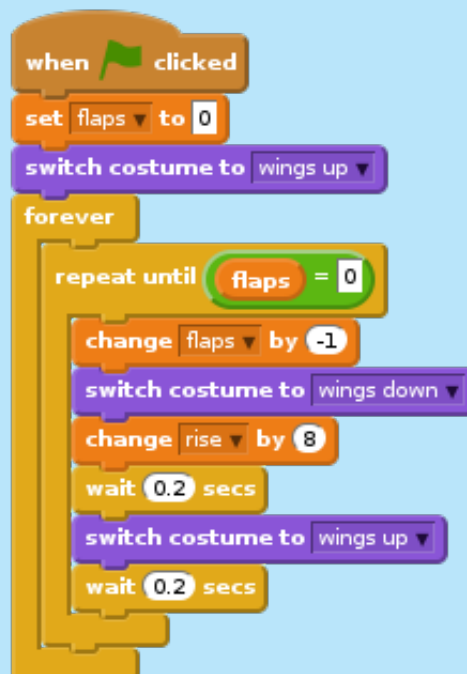 when clicked
set flaps to 0
switch costume to wings up
forever
repeat until flaps = 0
change flaps by -1
switch costume to wings down
change rise by 8
wait 0.2 secs
switch costume to wings up
wait 0.2 secs